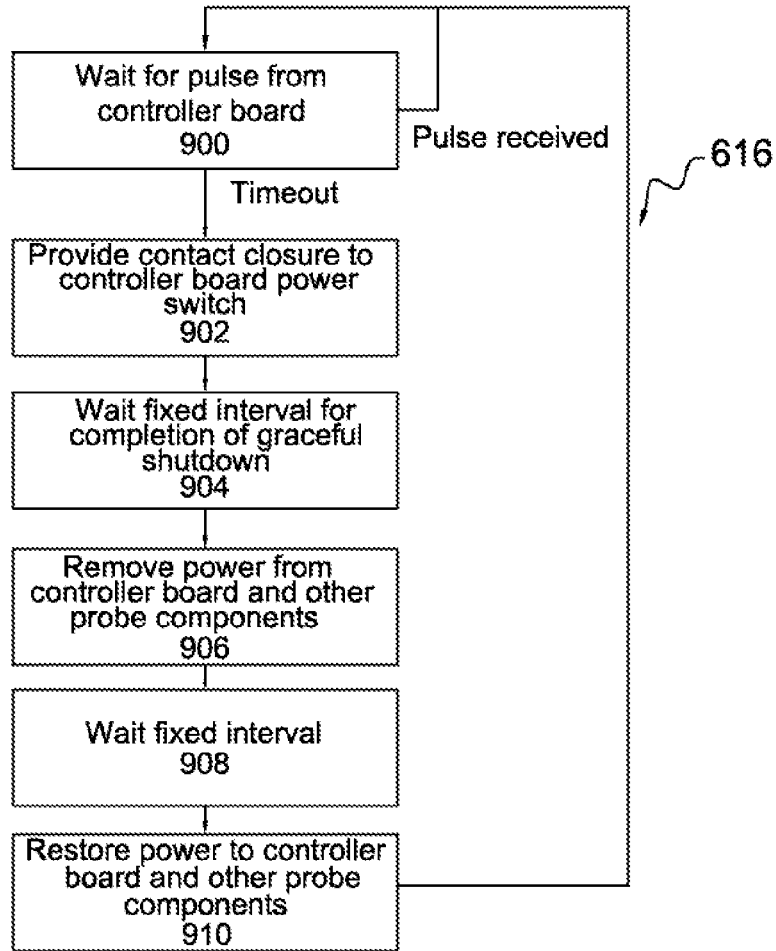 Wait for pulse from
controller board
900
Pulse received
616
Timeout
Provide contact closure to
controller board power
switch
902
Wait fixed interval for
completion of graceful
shutdown
904
Remove power from
controller board and other
probe components
906
Wait fixed interval
908
Restore power to controller
board and other probe
components
910